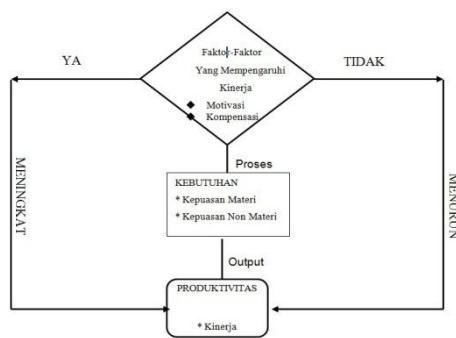 Faktor-Faktor
YA
Yang Mempengaruhi
TIDAK
Kinerja
◆ Motivasi
◆ Kompensasi
Proses
MENINGKAT
KEBUTUHAN
* Kepuasan Materi
* Kepuasan Non Materi
MENURUN
Output
PRODUKTIVITAS
* Kinerja